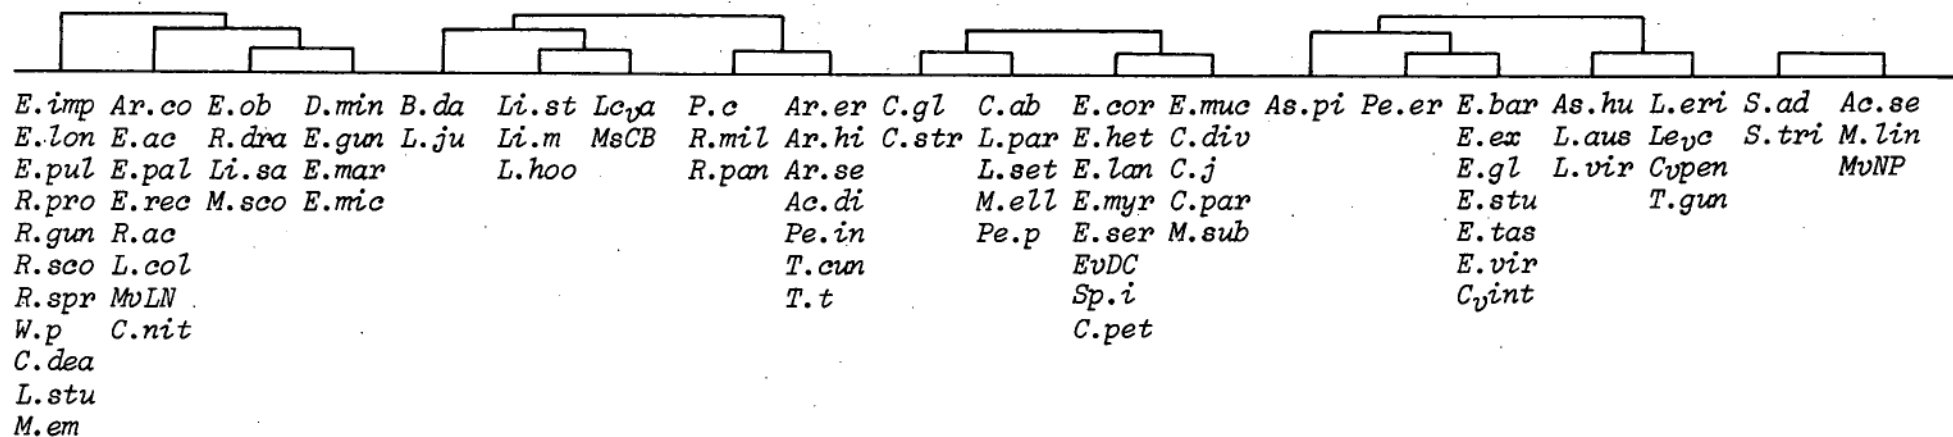 E.imp Ar.co E.ob D.min B.da Li.st Lcva P.c Ar.er C.gl C.ab E.cor E.muc As.pi Pe.er E.bar As.hu L.eri S.ad Ac.se
E.lon E.ac R.dra E.gun L.ju Li.m MsCB R.mil Ar.hi C.str L.par E.het C.div E.ex L.aus Levc S.tri M.lin
E.pul E.pal Li.sa E.mar L.hoo R.pan Ar.se L.set E.lan C.j E.gl L.vir Cvpen MvNP
R.pro E.rec M.sco E.mic Ac.di M.ell E.myr C.par E.stu T.gun
R.gun R.ac Pe.in Pe.p E.ser M.sub E.tas
R.sco L.col T.cun EvDC E.vir
R.spr MvLN T.t Sp.i Cvint
W.p C.nit C.pet
C.dea
L.stu
M.em